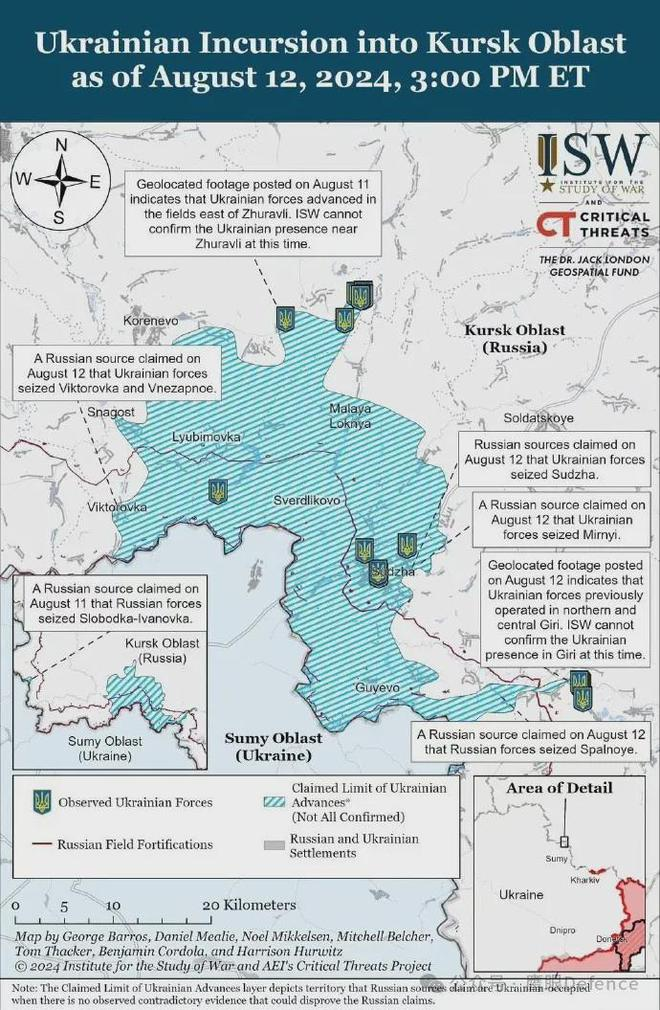 Ukrainian Incursion into Kursk Oblast
as of August 12, 2024, 3:00 PM ET
N
W E
S
Geolocated footage posted on August 11
indicates that Ukrainian forces advanced in
the fields east of Zhuravli. ISW cannot
confirm the Ukrainian presence near
Zhuravli at this time.
ISW
INSTITUTE FOR THE
STUDY OF WAR
AND
CT CRITICAL
THREATS
THE DR. JACK LONDON
GEOSPATIAL FUND
Korenevo
Kursk Oblast
(Russia)
A Russian source claimed on
August 12 that Ukrainian forces
seized Viktorovka and Vnezapnoe.
Snagost
Malaya
Loknya
Soldatskoye
Lyubimovka
Russian sources claimed on
August 12 that Ukrainian forces
seized Sudzha.
Sverdlikovo
Viktorovka
A Russian source claimed on
August 12 that Ukrainian
forces seized Mirnyi.
Sudzha
Geolocated footage posted
on August 12 indicates that
Ukrainian forces previously
operated in northern and
central Giri. ISW cannot
confirm the Ukrainian
presence in Giri at this time.
A Russian source claimed on
August 11 that Russian forces
seized Slobodka-Ivanovka.
Kursk Oblast
(Russia)
Sumy Oblast
(Ukraine)
Guyevo
Sumy Oblast
(Ukraine)
A Russian source claimed on August 12
that Russian forces seized Spalnoye.
Observed Ukrainian Forces
Claimed Limit of Ukrainian
Advances*
(Not All Confirmed)
Russian Field Fortifications
Russian and Ukrainian
Settlements
Area of Detail
Sumy
Kharkiv
Ukraine
Dnipro
Donetsk
0 5 10 20 Kilometers
Map by George Barros, Daniel Mealie, Noel Mikkelsen, Mitchell Belcher,
Tom Thacker, Benjamin Cordola, and Harrison Hurwitz
© 2024 Institute for the Study of War and AEI's Critical Threats Project
公众号 · 鹰眼Defence
Note: The Claimed Limit of Ukrainian Advances layer depicts territory that Russian sources claim are Ukrainian-occupied
when there is no observed contradictory evidence that could disprove the Russian claims.